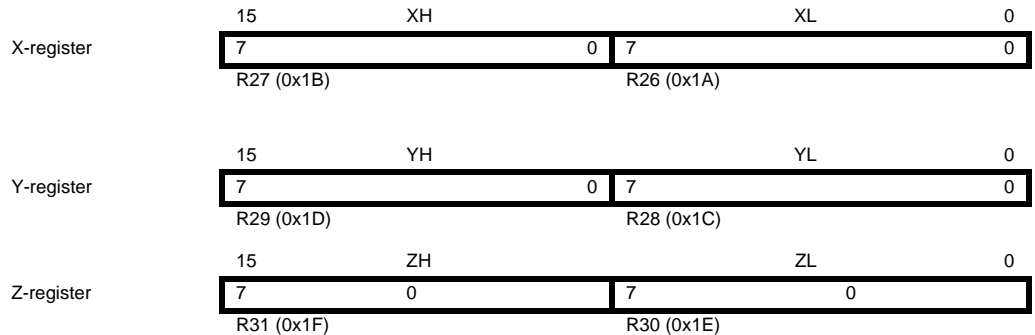 15 XH XL 0
X-register 7 0 7 0
R27 (0x1B) R26 (0x1A)
15 YH YL 0
Y-register 7 0 7 0
R29 (0x1D) R28 (0x1C)
15 ZH ZL 0
Z-register 7 0 7 0
R31 (0x1F) R30 (0x1E)